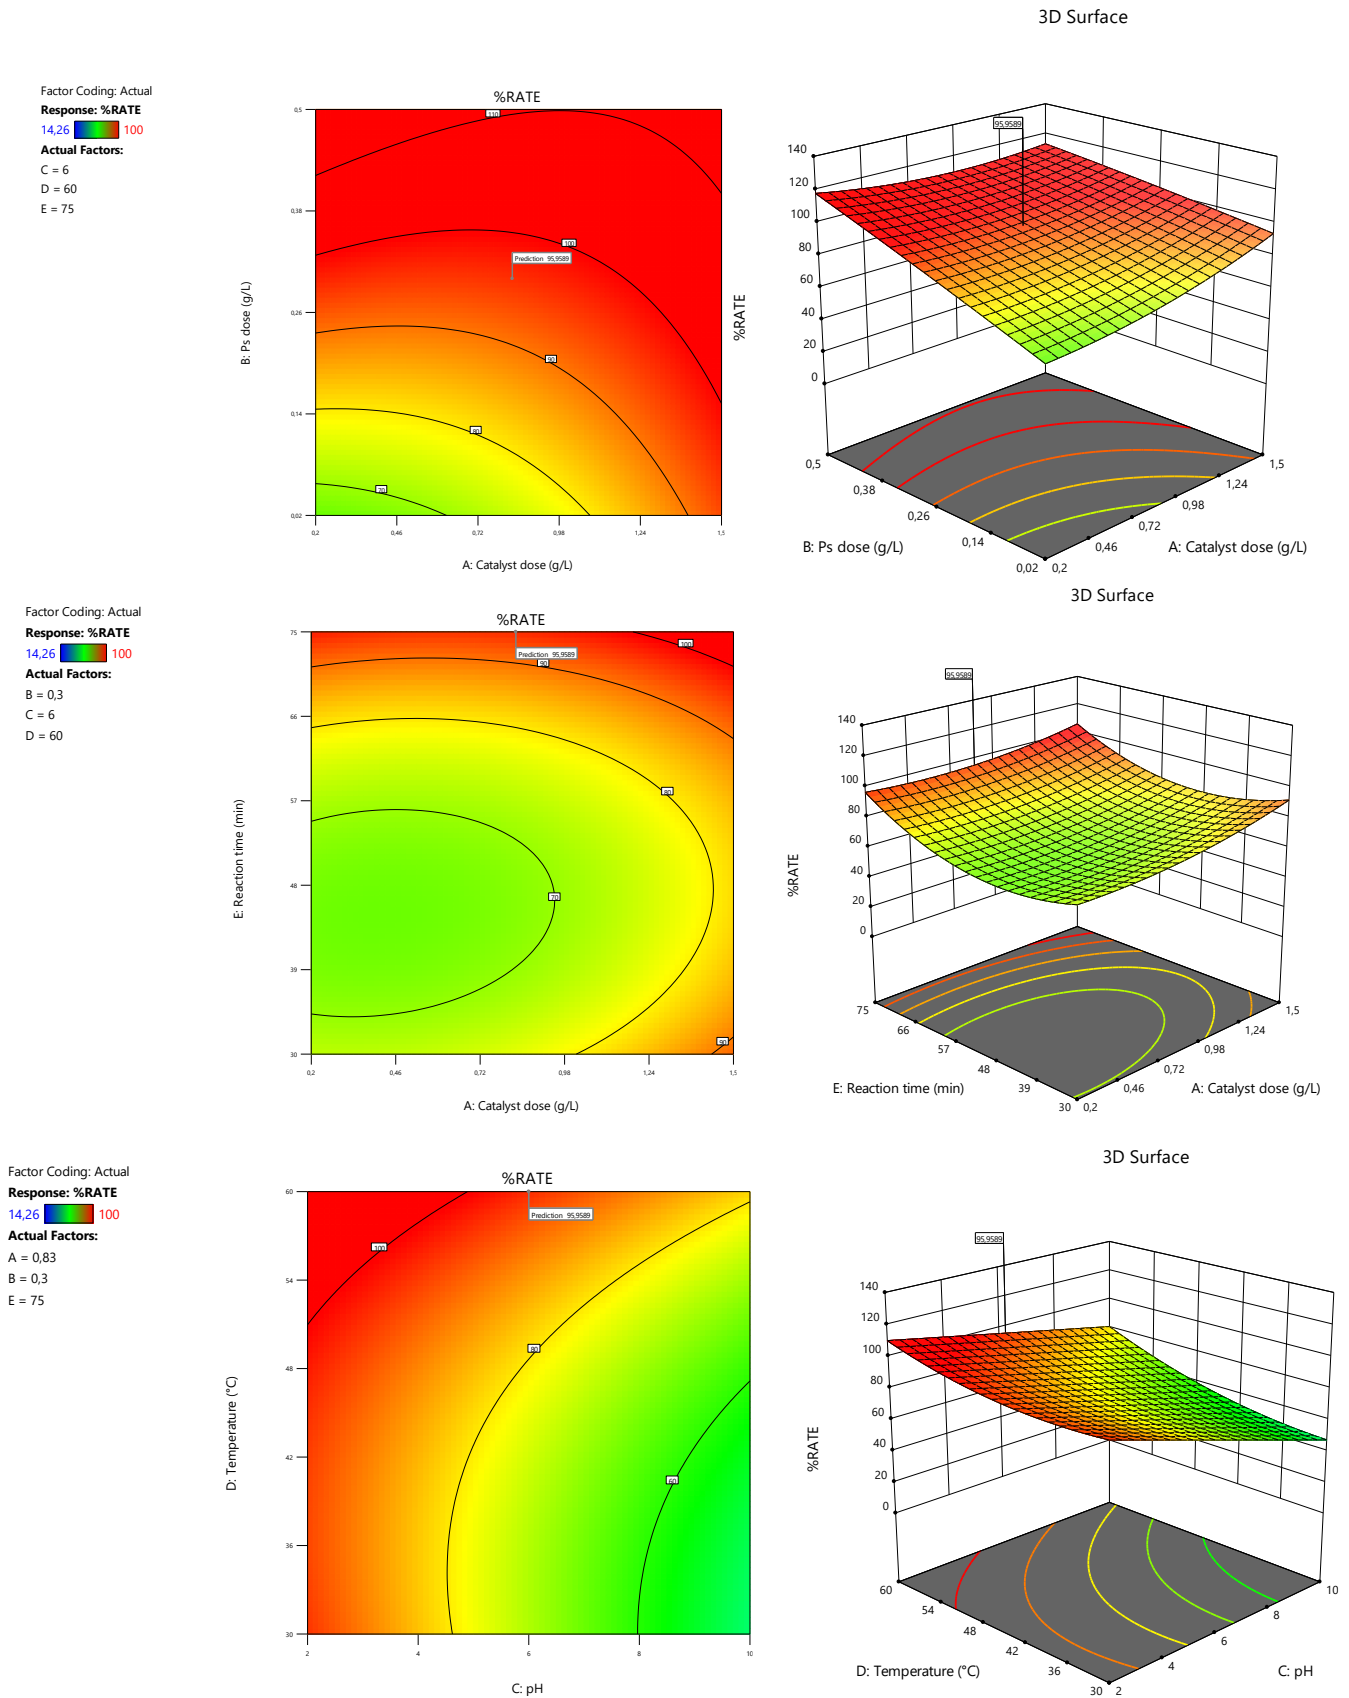 3D Surface
Factor Coding: Actual
Response: %RATE
14,26 100
Actual Factors:
C = 6
D = 60
E = 75
%RATE
0,5
0,38
0,26
0,14
0,02
B: Ps dose (g/L)
110
100
Prediction 95,9589
90
80
70
0,2 0,46 0,72 0,98 1,24 1,5
A: Catalyst dose (g/L)
95,9589
140
120
100
80
60
40
20
0
%RATE
0,5 0,38 0,26 0,14 0,02
B: Ps dose (g/L)
0,2 0,46 0,72 0,98 1,24 1,5
A: Catalyst dose (g/L)
3D Surface
Factor Coding: Actual
Response: %RATE
14,26 100
Actual Factors:
B = 0,3
C = 6
D = 60
%RATE
75
66
57
48
39
30
E: Reaction time (min)
100
Prediction 95,9589
90
80
70
90
0,2 0,46 0,72 0,98 1,24 1,5
A: Catalyst dose (g/L)
95,9589
140
120
100
80
60
40
20
0
%RATE
75 66 57 48 39 30
E: Reaction time (min)
0,2 0,46 0,72 0,98 1,24 1,5
A: Catalyst dose (g/L)
3D Surface
Factor Coding: Actual
Response: %RATE
14,26 100
Actual Factors:
A = 0,83
B = 0,3
E = 75
%RATE
60
54
48
42
36
30
D: Temperature (°C)
Prediction 95,9589
100
80
60
2 4 6 8 10
C: pH
95,9589
140
120
100
80
60
40
20
0
%RATE
60 54 48 42 36 30
D: Temperature (°C)
2 4 6 8 10
C: pH